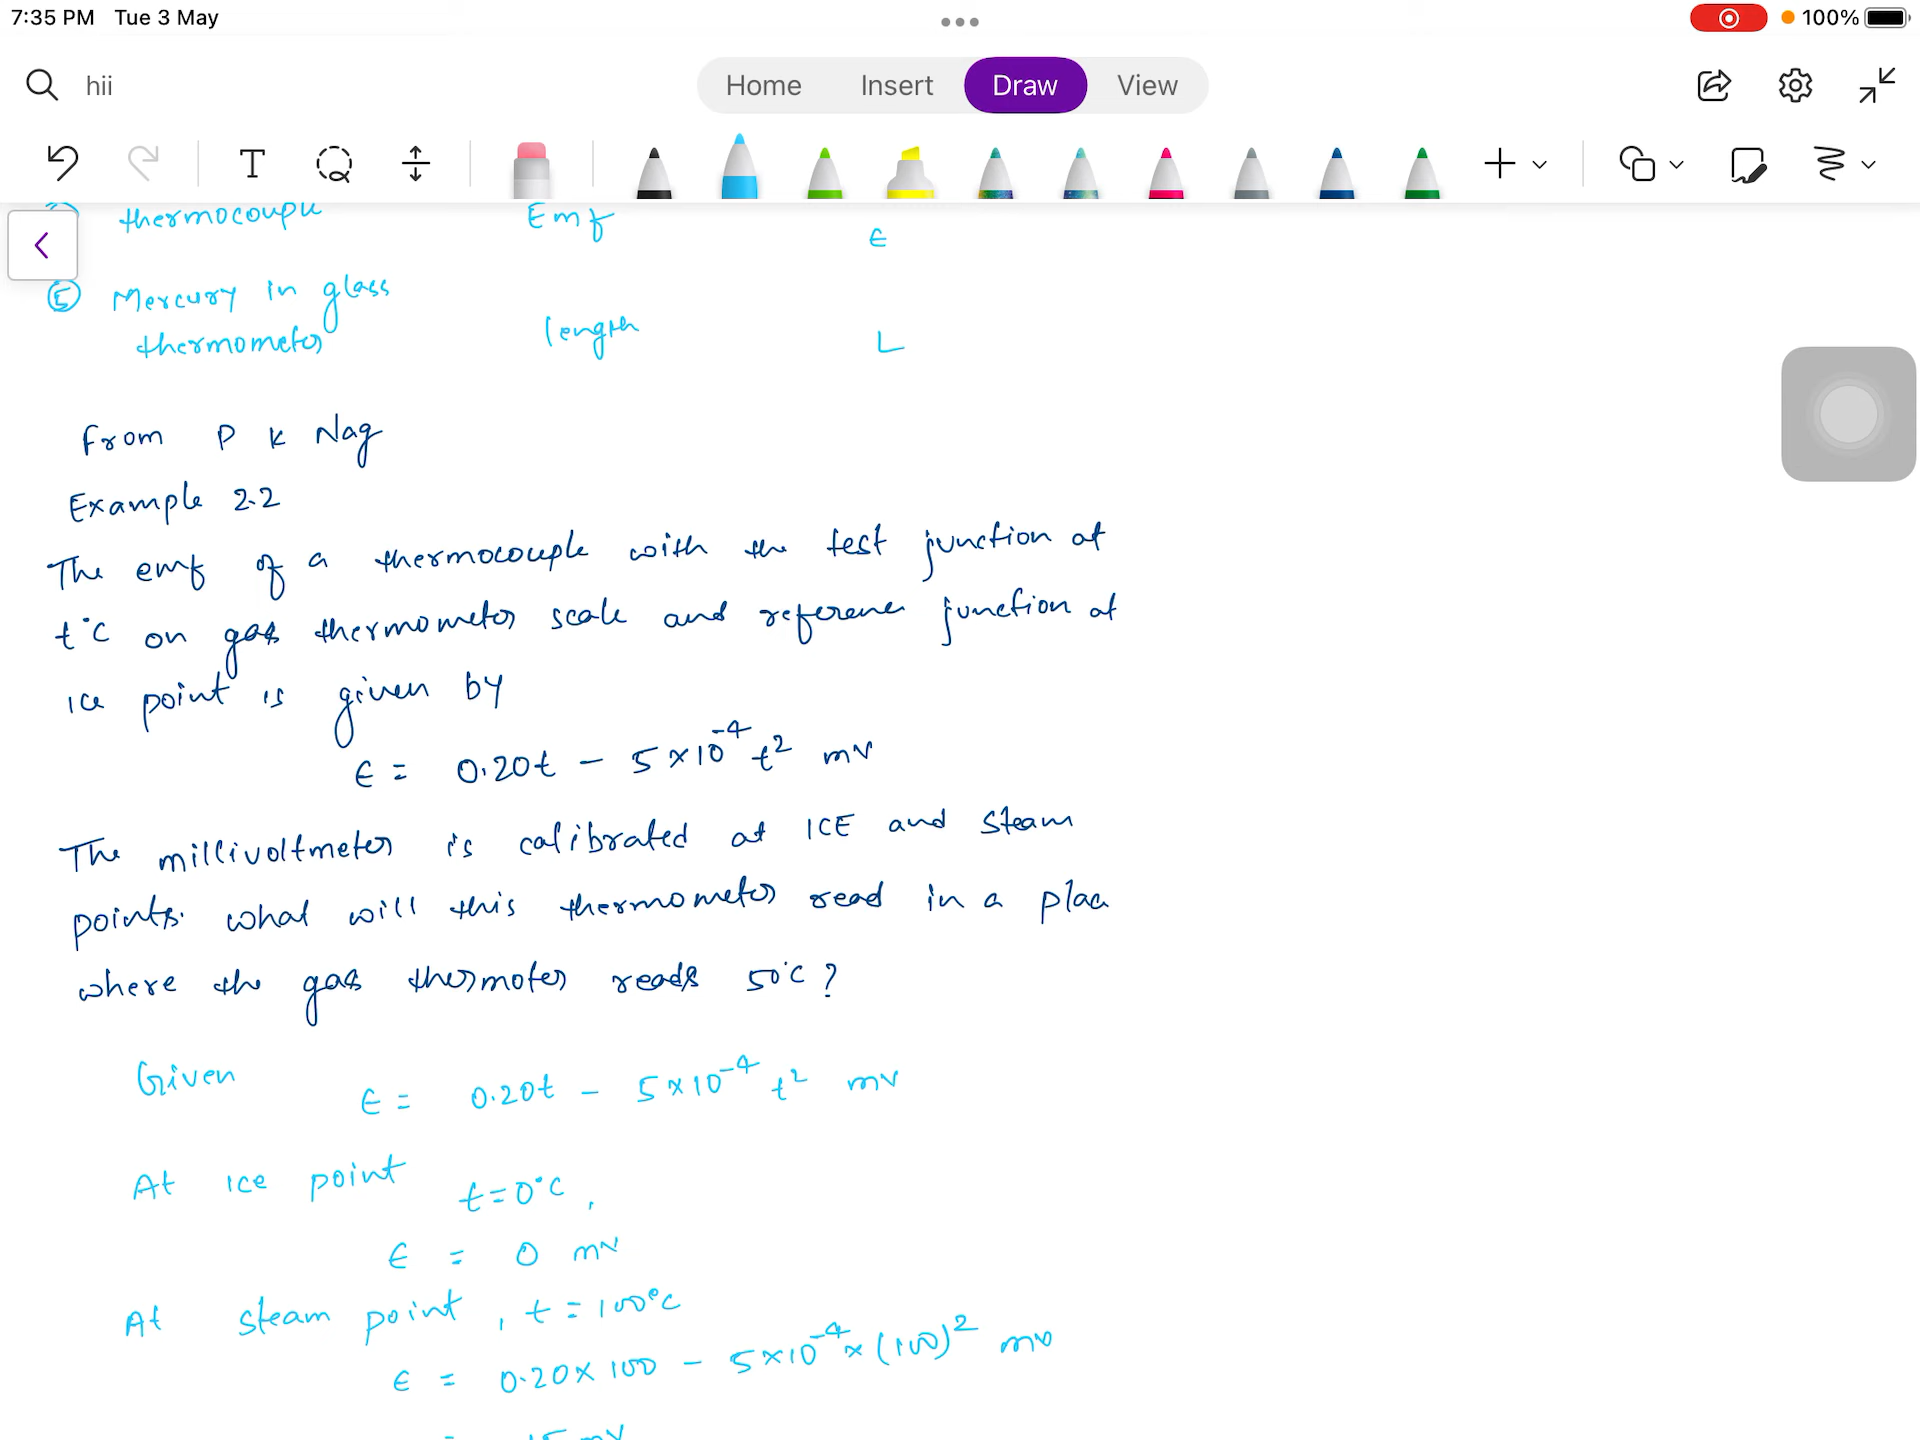 7:35 PM Tue 3 May
100%
hii
Home Insert Draw View
T
thermocouple Emf ε
5 Mercury in glass thermometer length L
From P K Nag
Example 2.2
The emf of a thermocouple with the test junction at
t°C on gas thermometer scale and reference junction at
ice point is given by
ε = 0.20t - 5×10⁻⁴ t² mv
The millivoltmeter is calibrated at ICE and steam
points. what will this thermometer read in a place
where the gas thermoter reads 50°C?
Given
ε = 0.20t - 5×10⁻⁴ t² mv
At ice point t=0°C,
ε = 0 mv
At steam point, t = 100°C
ε = 0.20×100 - 5×10⁻⁴×(100)² mv
= 15 mv